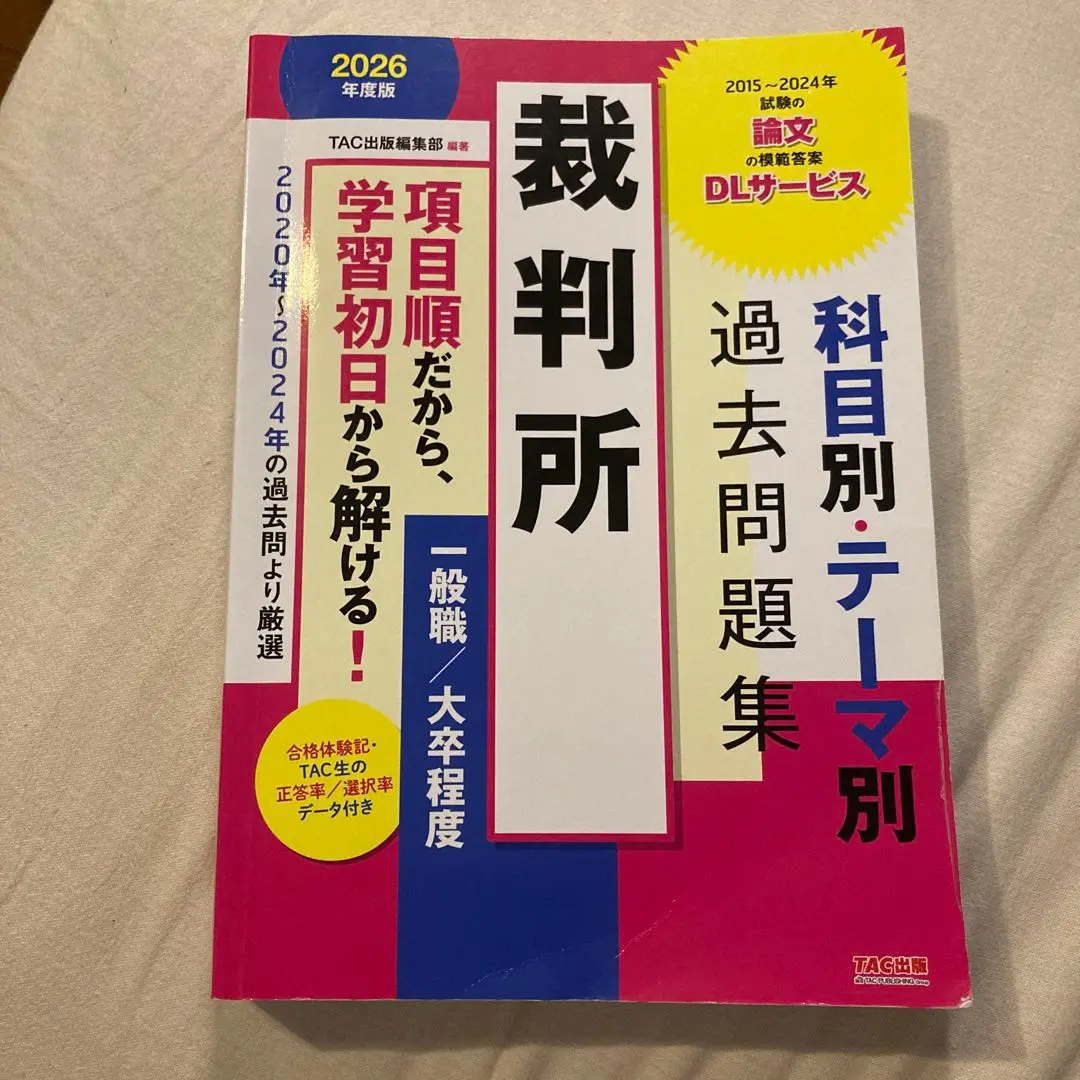 2026
年度版
TAC出版編集部 編著
2015～2024年
試験の
論文
の模範答案
DLサービス
科目別・テーマ別
過去問題集
裁判所
一般職／大卒程度
項目順だから、
学習初日から解ける！
2020年～2024年の過去問より厳選
合格体験記・
TAC生の
正答率／選択率
データ付き
TAC出版
TAC PUBLISHING Group